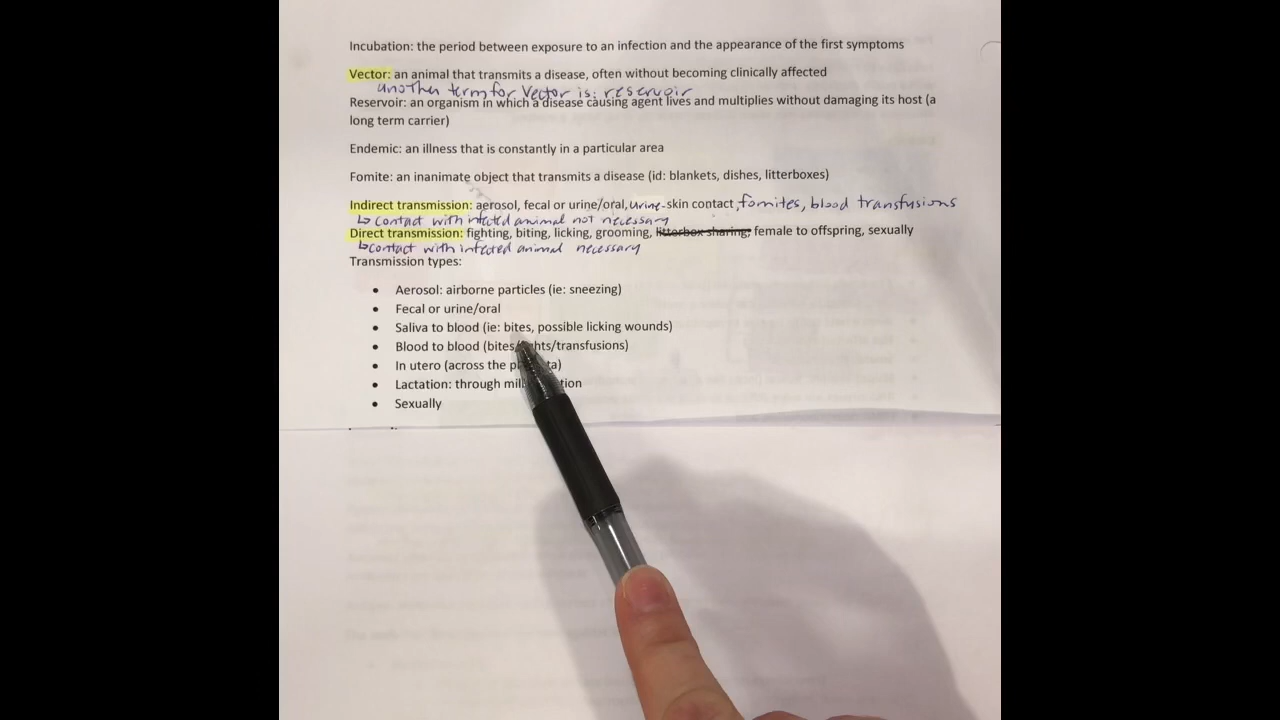 Incubation: the period between exposure to an infection and the appearance of the first symptoms
Vector: an animal that transmits a disease, often without becoming clinically affected
another term for vector is: reservoir
Reservoir: an organism in which a disease causing agent lives and multiplies without damaging its host (a
long term carrier)
Endemic: an illness that is constantly in a particular area
Fomite: an inanimate object that transmits a disease (id: blankets, dishes, litterboxes)
Indirect transmission: aerosol, fecal or urine/oral, urine-skin contact, fomites, blood transfusions
↳ contact with infected animal not necessary
Direct transmission: fighting, biting, licking, grooming, litterbox sharing, female to offspring, sexually
↳ contact with infected animal necessary
Transmission types:
• Aerosol: airborne particles (ie: sneezing)
• Fecal or urine/oral
• Saliva to blood (ie: bites, possible licking wounds)
• Blood to blood (bites/ hts/transfusions)
• In utero (across the p ta)
• Lactation: through mil tion
• Sexually